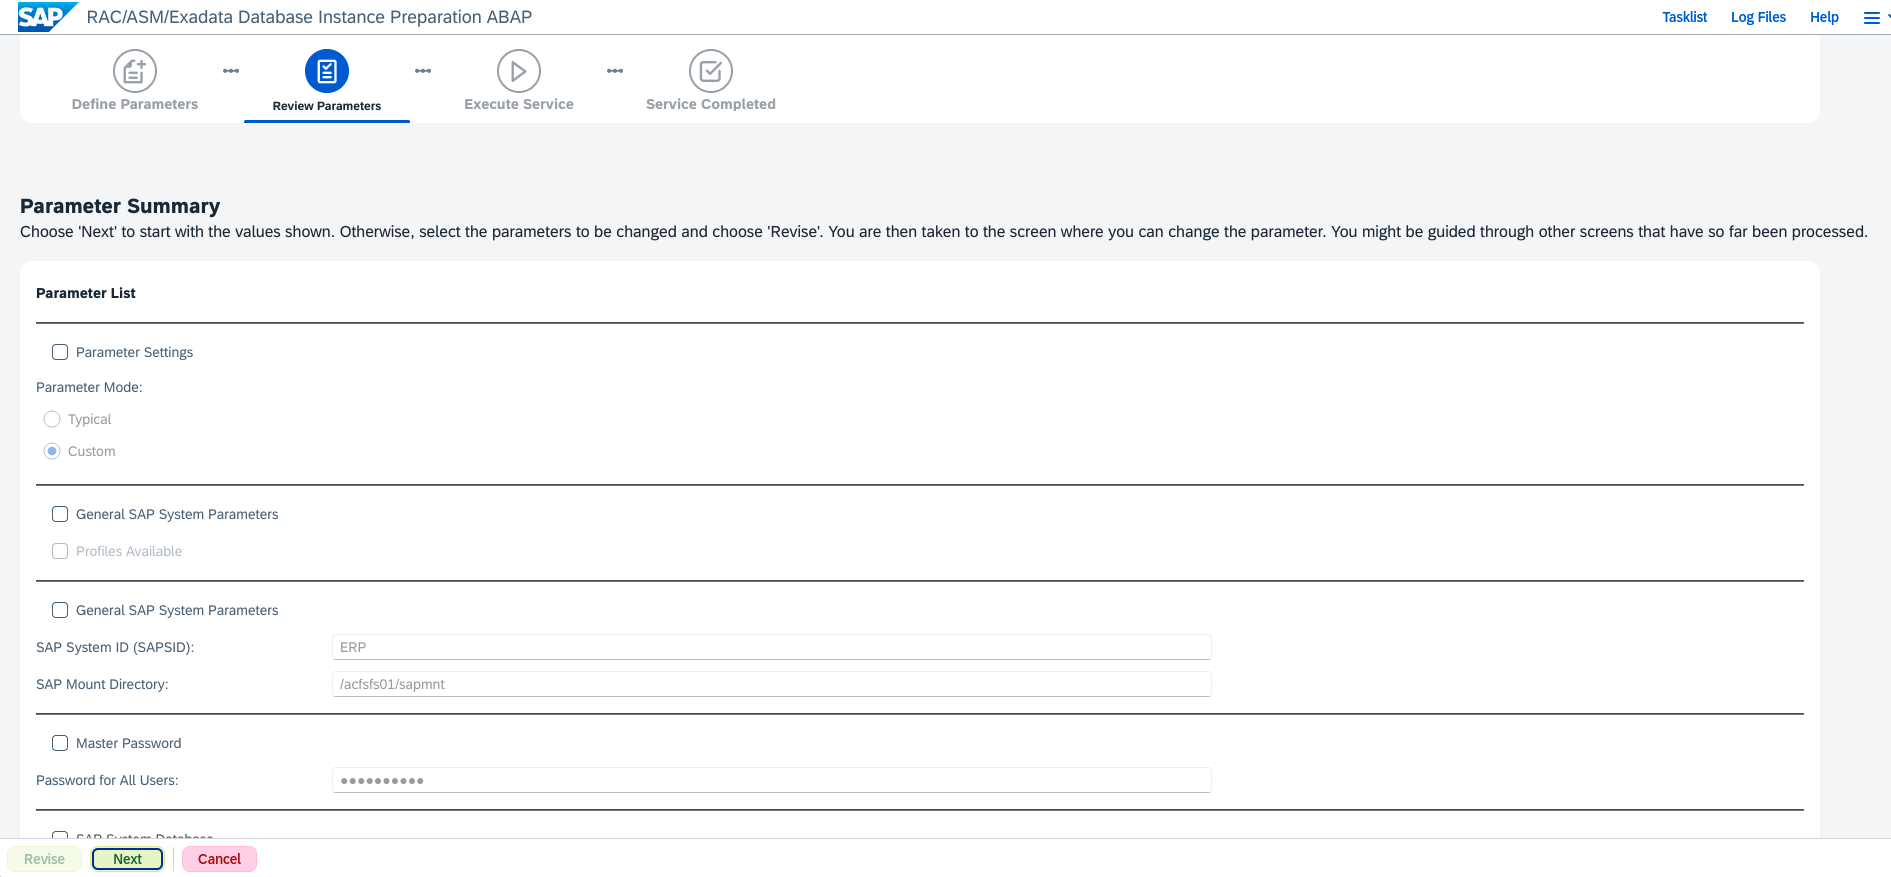 SAP RAC/ASM/Exadata Database Instance Preparation ABAP Tasklist Log Files Help
Define Parameters Review Parameters Execute Service Service Completed
Parameter Summary
Choose 'Next' to start with the values shown. Otherwise, select the parameters to be changed and choose 'Revise'. You are then taken to the screen where you can change the parameter. You might be guided through other screens that have so far been processed.
Parameter List
Parameter Settings
Parameter Mode:
Typical
Custom
General SAP System Parameters
Profiles Available
General SAP System Parameters
SAP System ID (SAPSID): ERP
SAP Mount Directory: /acfsfs01/sapmnt
Master Password
Password for All Users: ●●●●●●●●●●
SAP System Database
Revise Next Cancel